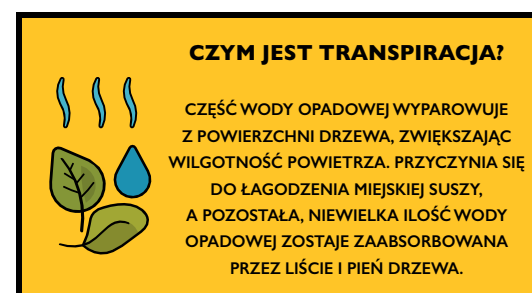 CZYM JEST TRANSPIRACJA?
CZĘŚĆ WODY OPADOWEJ WYPAROWUJE
Z POWIERZCHNI DRZEWA, ZWIĘKSZAJĄC
WILGOTNOŚĆ POWIETRZA. PRZYCZYNIA SIĘ
DO ŁAGODZENIA MIEJSKIEJ SUSZY,
A POZOSTAŁA, NIEWIELKA ILOŚĆ WODY
OPADOWEJ ZOSTAJE ZAABSORBOWANA
PRZEZ LIŚCIE I PIEŃ DRZEWA.